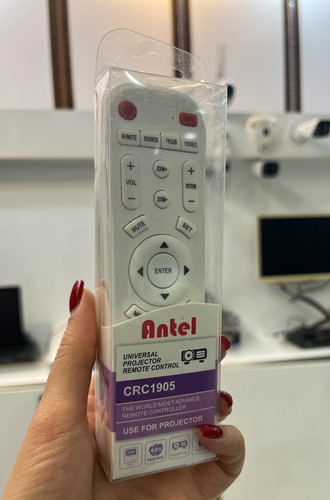 REMOTE SOURCE FOCUS VIDEO
+ ZOOM+ +
VOL
- ZOOM- -
MUTE SET
ENTER
Antel
UNIVERSAL
PROJECTOR
REMOTE CONTROL
CRC1905
THE WORLD MOST ADVANCE
REMOTE CONTROLLER
USE FOR PROJECTOR